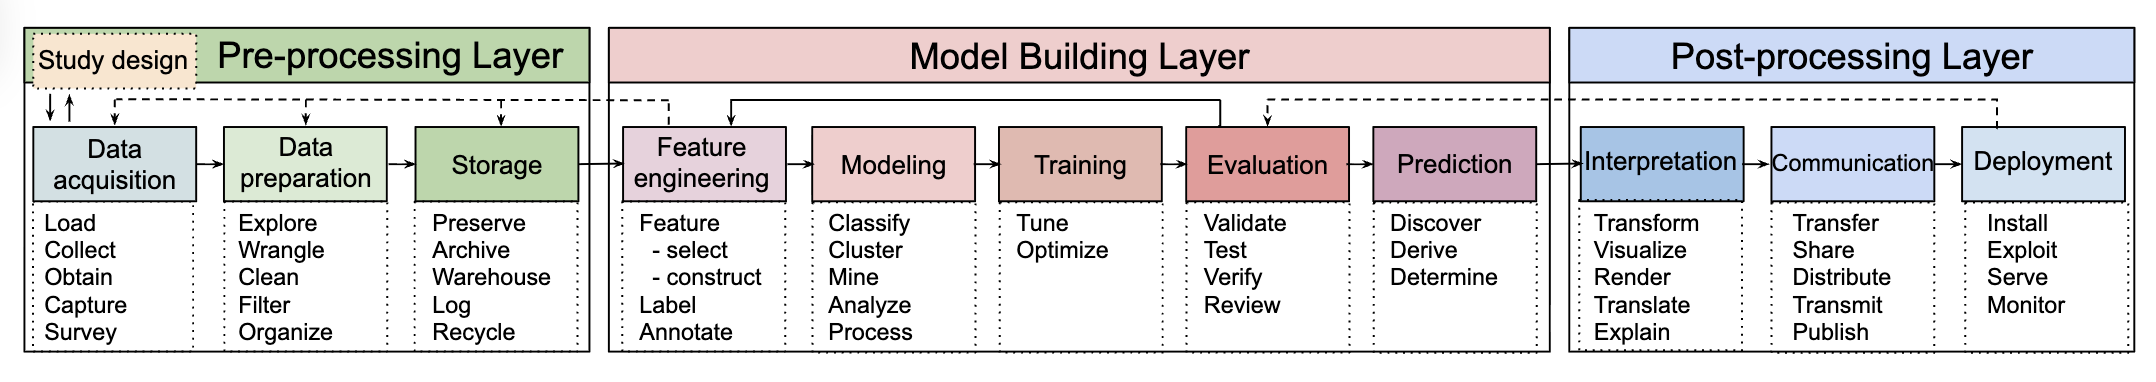 Study design
Pre-processing Layer
Data
acquisition
Load
Collect
Obtain
Capture
Survey
Data
preparation
Explore
Wrangle
Clean
Filter
Organize
Storage
Preserve
Archive
Warehouse
Log
Recycle
Model Building Layer
Feature
engineering
Feature
- select
- construct
Label
Annotate
Modeling
Classify
Cluster
Mine
Analyze
Process
Training
Tune
Optimize
Evaluation
Validate
Test
Verify
Review
Prediction
Discover
Derive
Determine
Post-processing Layer
Interpretation
Transform
Visualize
Render
Translate
Explain
Communication
Transfer
Share
Distribute
Transmit
Publish
Deployment
Install
Exploit
Serve
Monitor